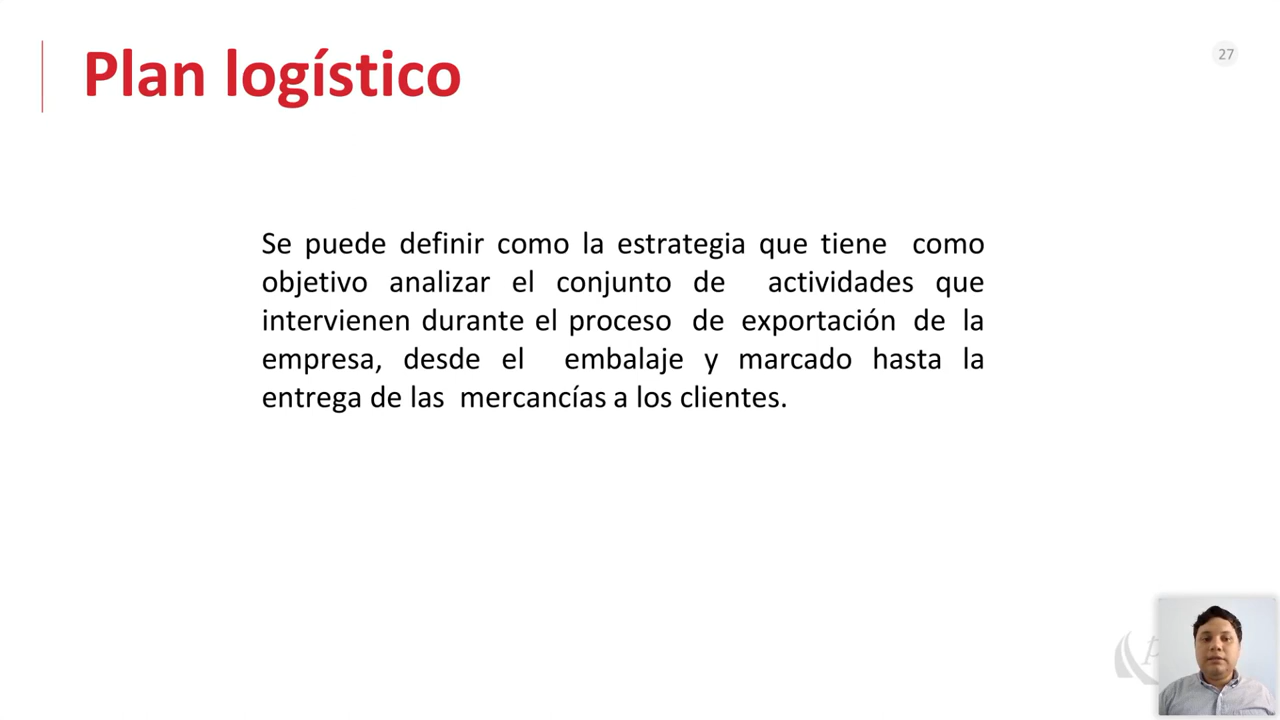 Plan logístico
27
Se puede definir como la estrategia que tiene como
objetivo analizar el conjunto de actividades que
intervienen durante el proceso de exportación de la
empresa, desde el embalaje y marcado hasta la
entrega de las mercancías a los clientes.